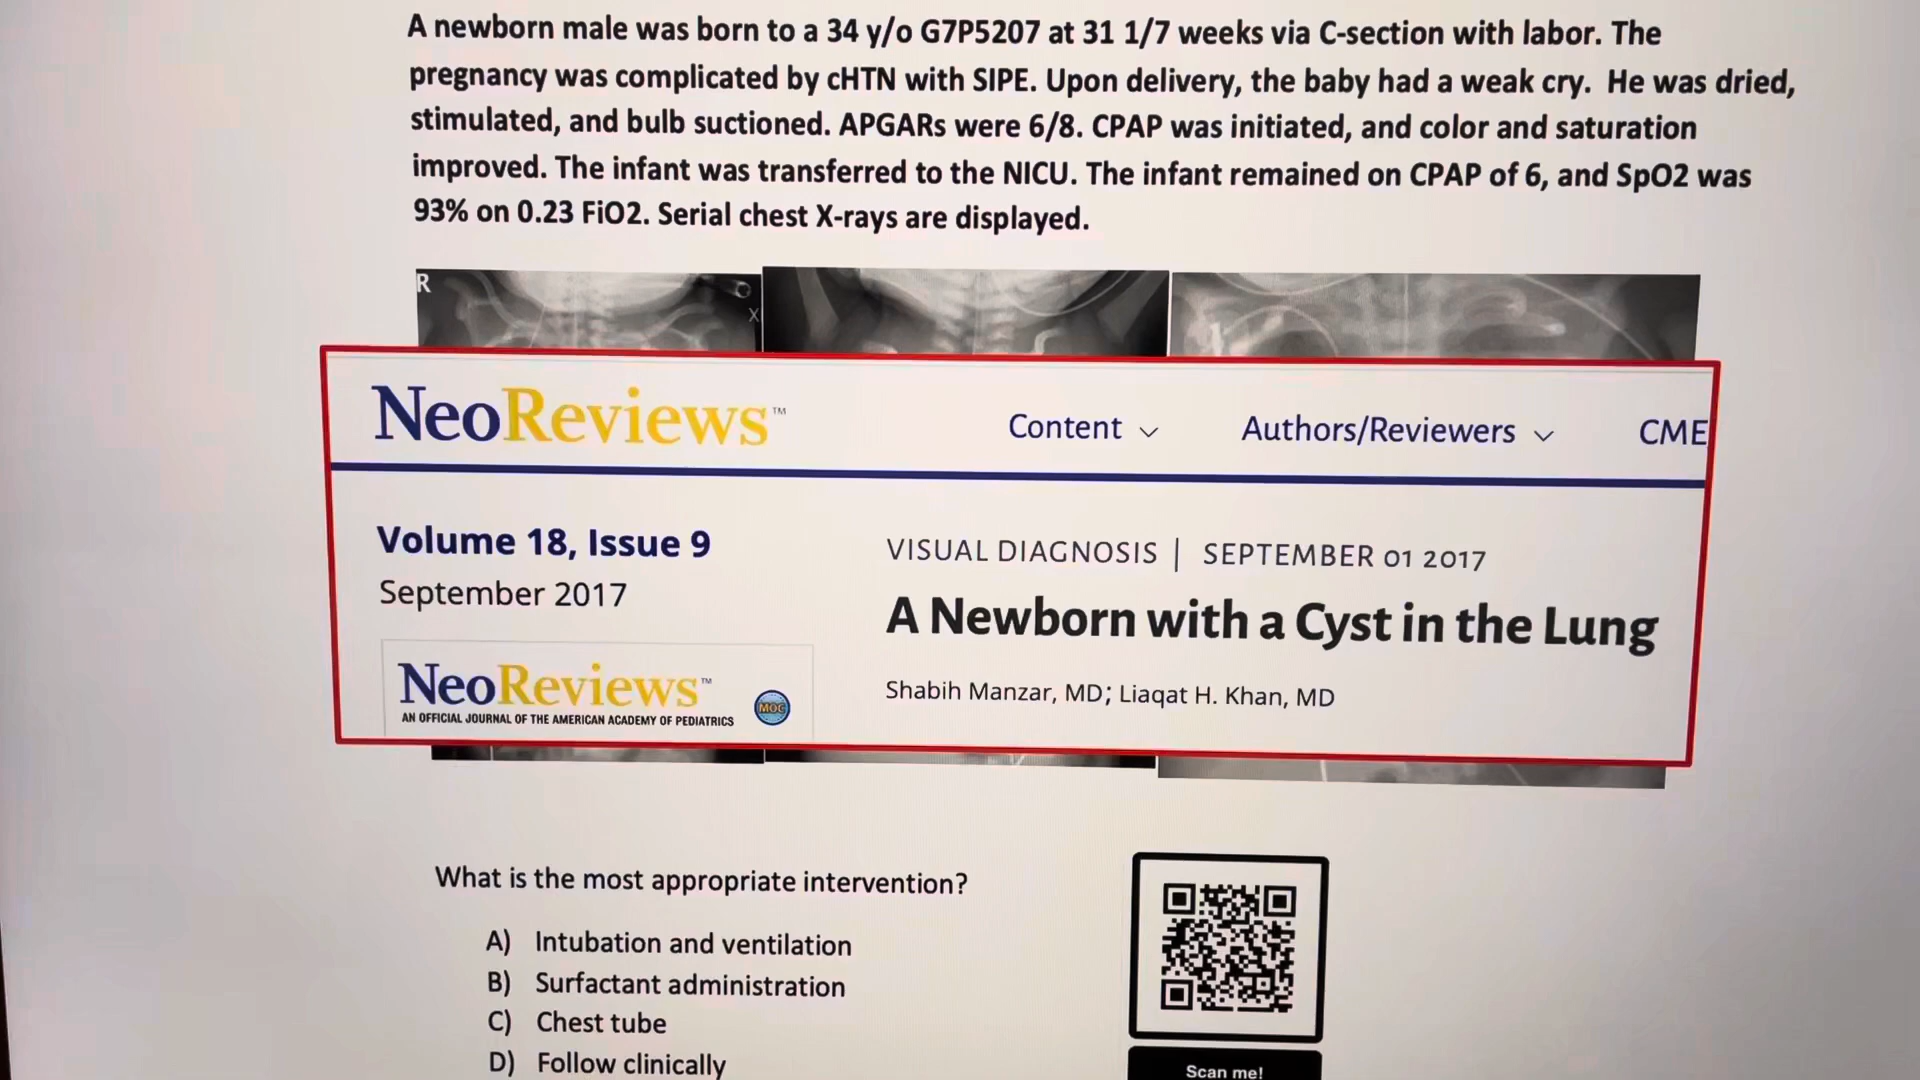 A newborn male was born to a 34 y/o G7P5207 at 31 1/7 weeks via C-section with labor. The
pregnancy was complicated by cHTN with SIPE. Upon delivery, the baby had a weak cry. He was dried,
stimulated, and bulb suctioned. APGARs were 6/8. CPAP was initiated, and color and saturation
improved. The infant was transferred to the NICU. The infant remained on CPAP of 6, and SpO2 was
93% on 0.23 FiO2. Serial chest X-rays are displayed.
R
X
NeoReviews™
Content
Authors/Reviewers
CME
Volume 18, Issue 9
September 2017
VISUAL DIAGNOSIS | SEPTEMBER 01 2017
A Newborn with a Cyst in the Lung
Shabih Manzar, MD; Liaqat H. Khan, MD
NeoReviews™
AN OFFICIAL JOURNAL OF THE AMERICAN ACADEMY OF PEDIATRICS
MOC
What is the most appropriate intervention?
A) Intubation and ventilation
B) Surfactant administration
C) Chest tube
D) Follow clinically
Scan me!